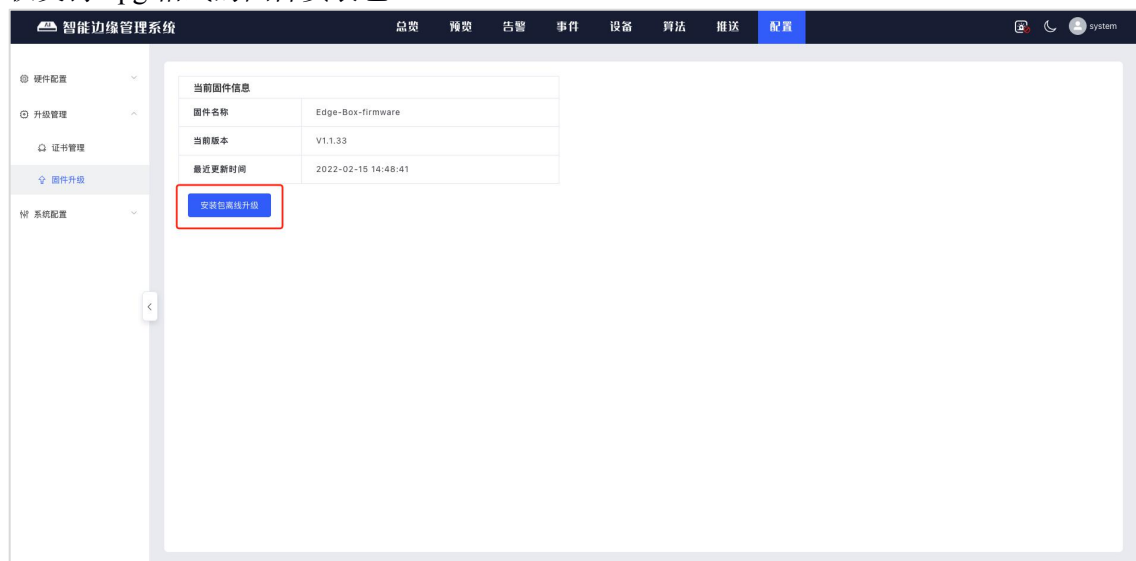 智能边缘管理系统
总览 预览 告警 事件 设备 算法 推送 配置
system
硬件配置
升级管理
证书管理
固件升级
系统配置
当前固件信息
固件名称 Edge-Box-firmware
当前版本 V1.1.33
最近更新时间 2022-02-15 14:48:41
安装包离线升级